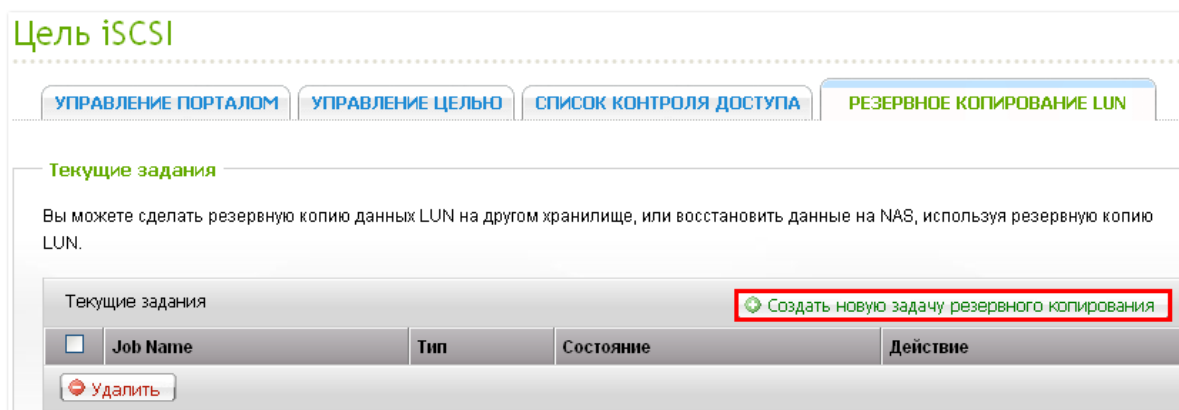 Цель iSCSI
УПРАВЛЕНИЕ ПОРТАЛОМ УПРАВЛЕНИЕ ЦЕЛЬЮ СПИСОК КОНТРОЛЯ ДОСТУПА РЕЗЕРВНОЕ КОПИРОВАНИЕ LUN
Текущие задания
Вы можете сделать резервную копию данных LUN на другом хранилище, или восстановить данные на NAS, используя резервную копию
LUN.
Текущие задания Создать новую задачу резервного копирования
Job Name Тип Состояние Действие
Удалить